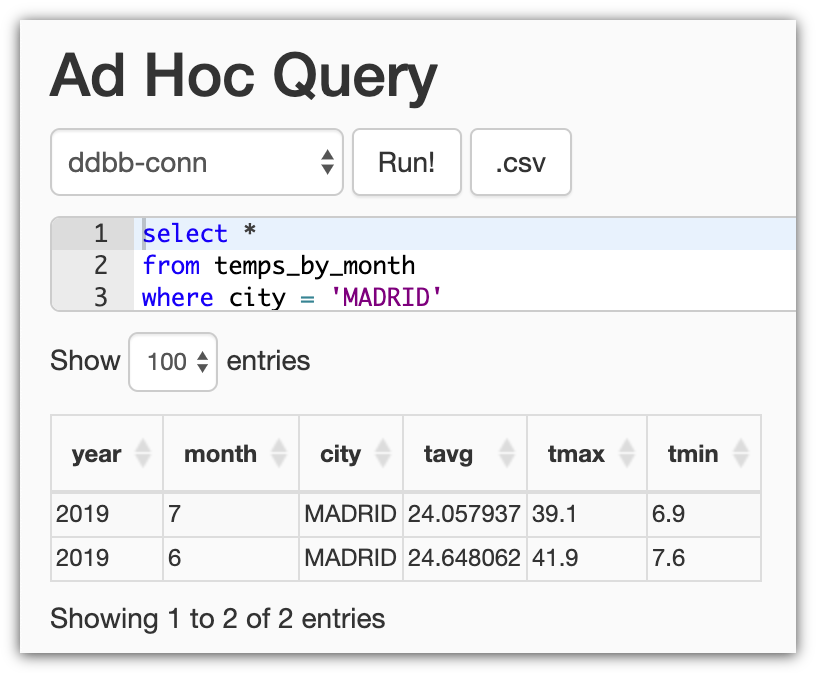 Ad Hoc Query
ddbb-conn Run! .csv
1 select *
2 from temps_by_month
3 where city = 'MADRID'
Show 100 entries
year month city tavg tmax tmin
2019 7 MADRID 24.057937 39.1 6.9
2019 6 MADRID 24.648062 41.9 7.6
Showing 1 to 2 of 2 entries